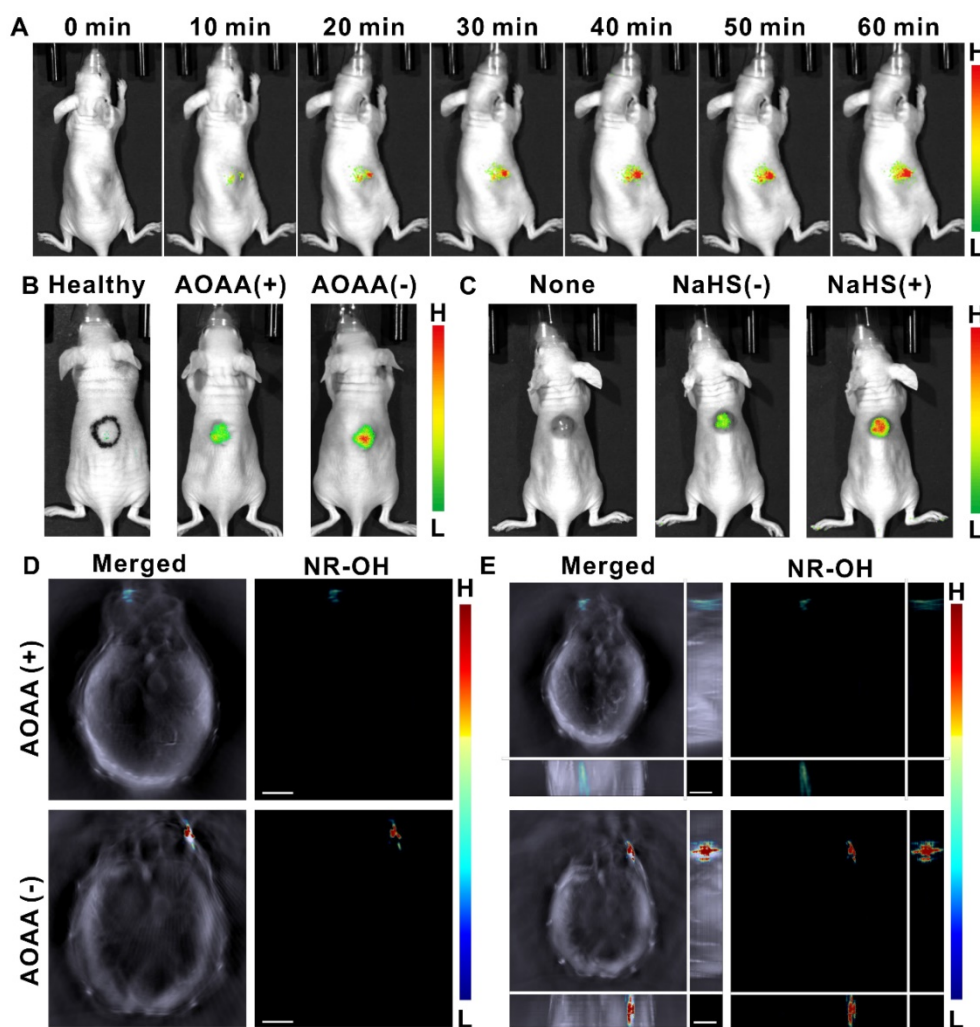 A 0 min 10 min 20 min 30 min 40 min 50 min 60 min
H
L
B Healthy AOAA(+) AOAA(-)
H
L
C None NaHS(-) NaHS(+)
H
L
D Merged NR-OH
H
AOAA (+)
AOAA (-)
L
E Merged NR-OH
H
L